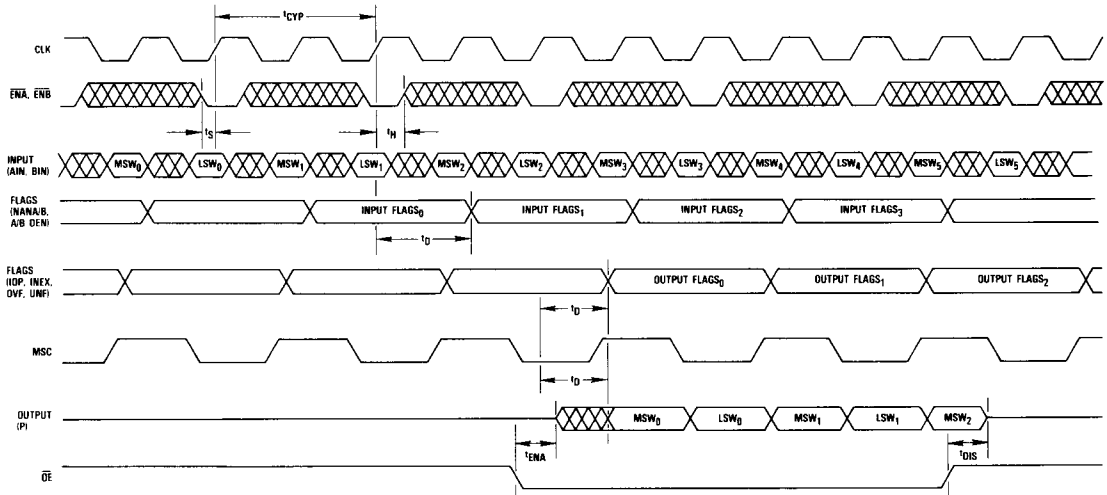 tCYP
CLK
ENA, ENB
tS
tH
INPUT
(AIN, BIN)
MSW0 LSW0 MSW1 LSW1 MSW2 LSW2 MSW3 LSW3 MSW4 LSW4 MSW5 LSW5
FLAGS
(NANA/B,
A/B DEN)
INPUT FLAGS0 INPUT FLAGS1 INPUT FLAGS2 INPUT FLAGS3
tD
FLAGS
(IOP, INEX,
OVF, UNF)
OUTPUT FLAGS0 OUTPUT FLAGS1 OUTPUT FLAGS2
tD
MSC
tD
OUTPUT
(P)
MSW0 LSW0 MSW1 LSW1 MSW2
tENA
tDIS
OE